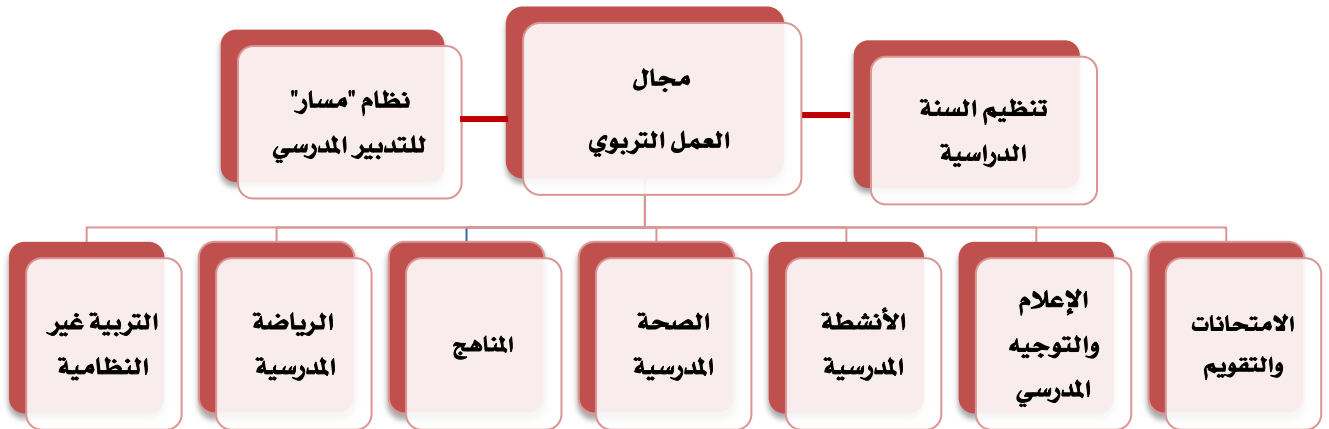 تنظيم السنة
الدراسية
مجال
العمل التربوي
نظام "مسار"
للتدبير المدرسي
الامتحانات
والتقويم
الإعلام
والتوجيه
المدرسي
الأنشطة
المدرسية
الصحة
المدرسية
المناهج
الرياضة
المدرسية
التربية غير
النظامية